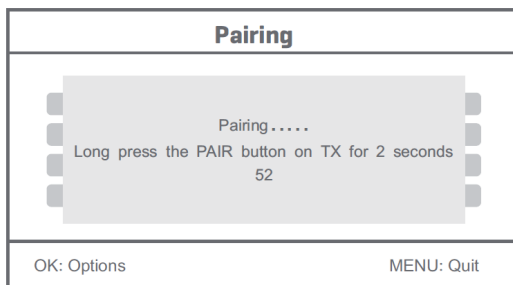 Pairing
Pairing.....
Long press the PAIR button on TX for 2 seconds
52
OK: Options
MENU: Quit